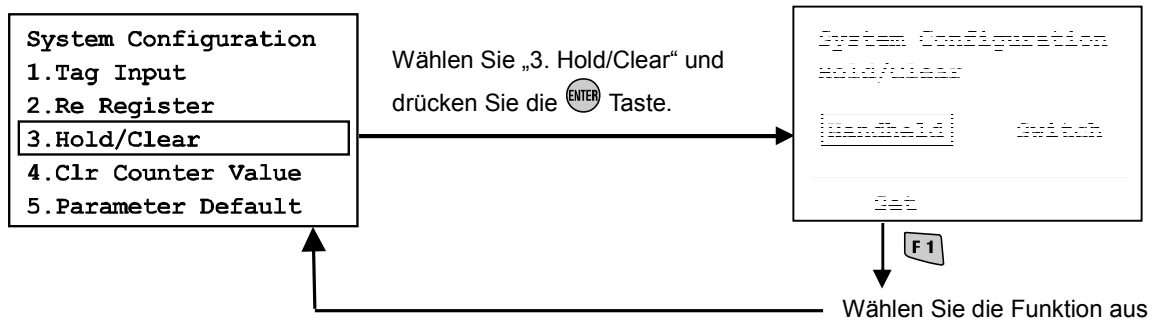 System Configuration
1.Tag Input
2.Re Register
3.Hold/Clear
4.Clr Counter Value
5.Parameter Default
Wählen Sie „3. Hold/Clear“ und
drücken Sie die ENTER Taste.
System Configuration
Hold/Clear
Handheld Switch
Set
F 1
Wählen Sie die Funktion aus